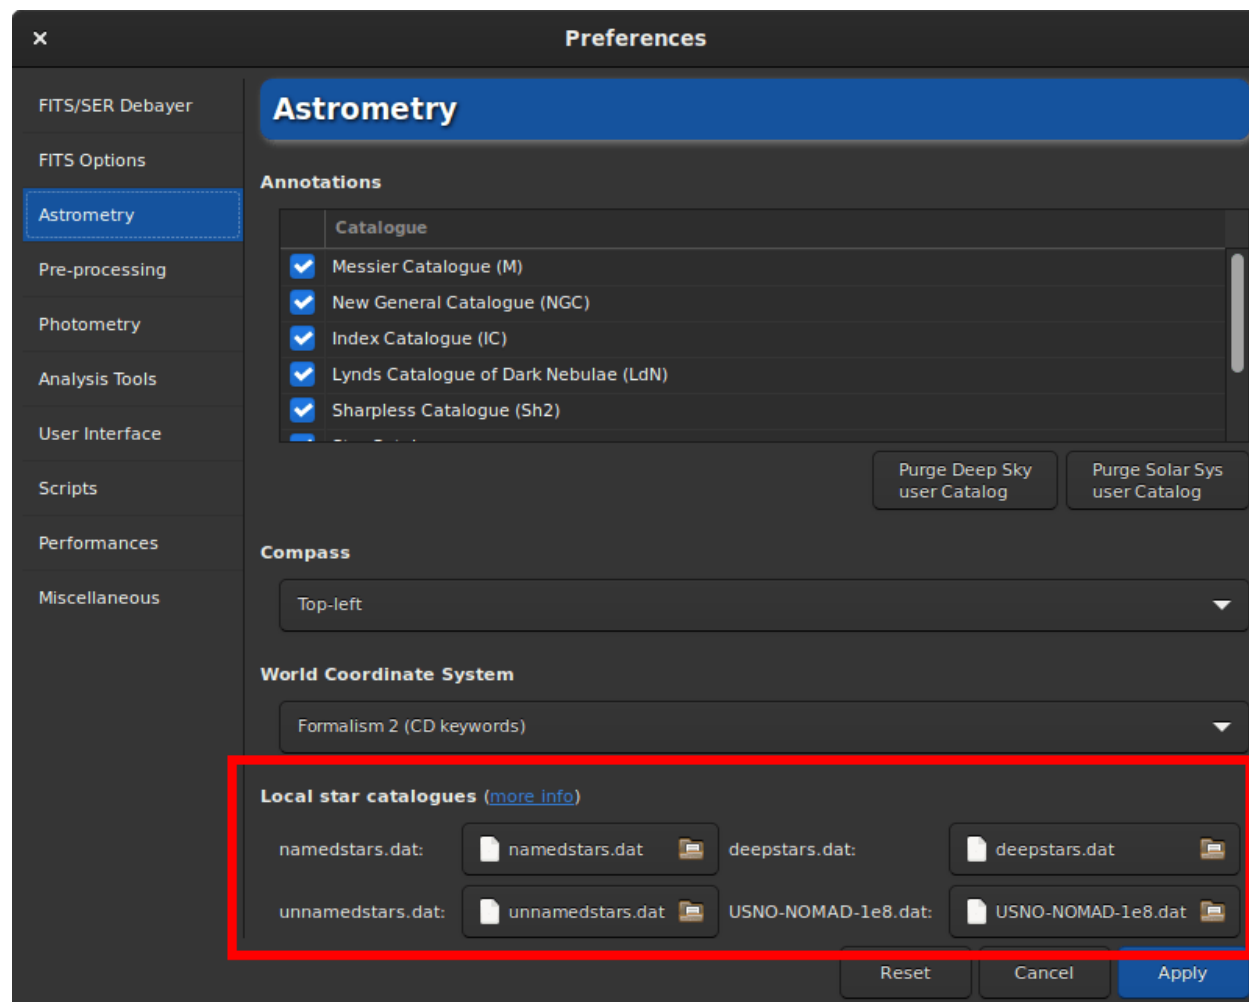 Preferences
FITS/SER Debayer
FITS Options
Astrometry
Pre-processing
Photometry
Analysis Tools
User Interface
Scripts
Performances
Miscellaneous
Astrometry
Annotations
Catalogue
Messier Catalogue (M)
New General Catalogue (NGC)
Index Catalogue (IC)
Lynds Catalogue of Dark Nebulae (LdN)
Sharpless Catalogue (Sh2)
Purge Deep Sky
user Catalog
Purge Solar Sys
user Catalog
Compass
Top-left
World Coordinate System
Formalism 2 (CD keywords)
Local star catalogues (more info)
namedstars.dat: namedstars.dat deepstars.dat: deepstars.dat
unnamedstars.dat: unnamedstars.dat USNO-NOMAD-1e8.dat: USNO-NOMAD-1e8.dat
Reset Cancel Apply